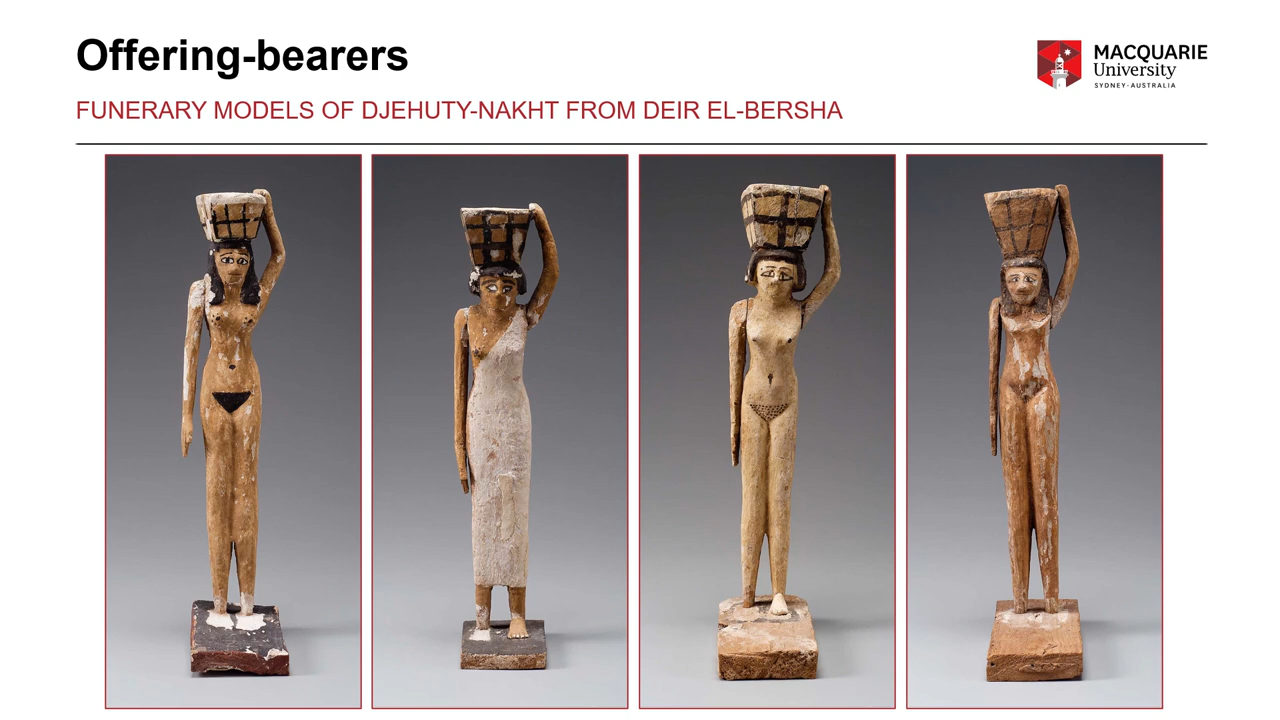 Offering-bearers
FUNERARY MODELS OF DJEHUTY-NAKHT FROM DEIR EL-BERSHA
MACQUARIE
University
SYDNEY·AUSTRALIA